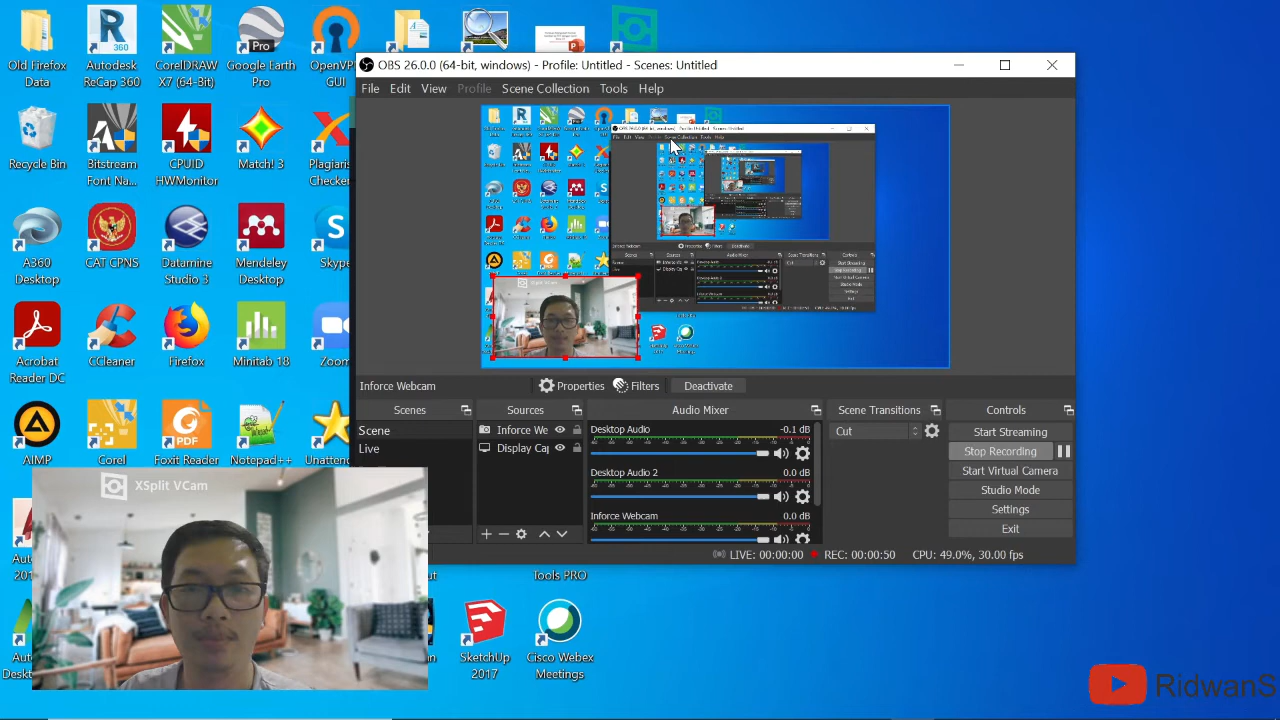 Old Firefox
Data
Autodesk
ReCap 360
CorelDRAW
X7 (64-Bit)
Google Earth
Pro
OpenVP
GUI
Recycle Bin
Bitstream
Font Na...
CPUID
HWMonitor
Match! 3
Plagiaris
Checker
A360
Desktop
CAT CPNS
Datamine
Studio 3
Mendeley
Desktop
Skype
Acrobat
Reader DC
CCleaner
Firefox
Minitab 18
Zoom
AIMP
Corel
Foxit Reader
Notepad++
Unattend
Tools PRO
SketchUp
2017
Cisco Webex
Meetings
OBS 26.0.0 (64-bit, windows) - Profile: Untitled - Scenes: Untitled
File Edit View Profile Scene Collection Tools Help
Inforce Webcam Properties Filters Deactivate
Scenes Sources Audio Mixer Scene Transitions Controls
Scene
Live
Inforce We
Display Cap
Desktop Audio -0.1 dB
Desktop Audio 2 0.0 dB
Inforce Webcam 0.0 dB
Cut
Start Streaming
Stop Recording
Start Virtual Camera
Studio Mode
Settings
Exit
LIVE: 00:00:00 REC: 00:00:50 CPU: 49.0%, 30.00 fps
XSplit VCam
RidwanS